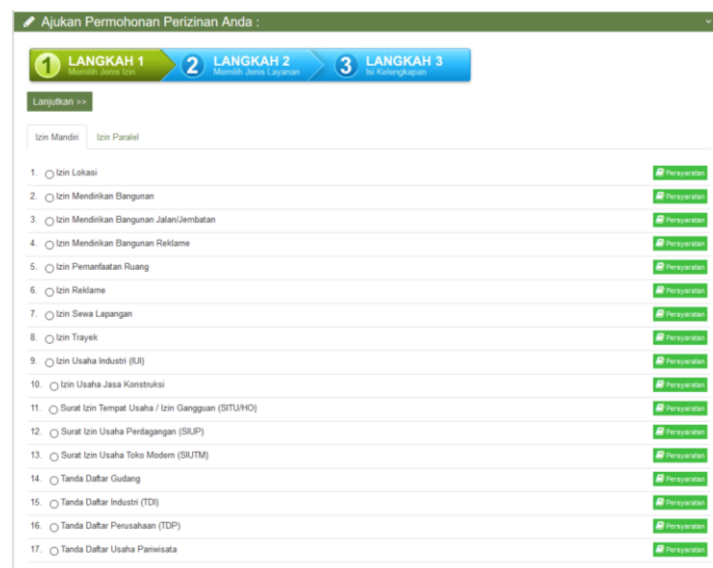 Ajukan Permohonan Perizinan Anda :
1 LANGKAH 1 2 LANGKAH 2 3 LANGKAH 3
Memilih Jenis Izin Memilih Jenis Layanan Isi Kelengkapan
Lanjutkan >>
Izin Mandiri Izin Paralel
1. Izin Lokasi Persyaratan
2. Izin Mendirikan Bangunan Persyaratan
3. Izin Mendirikan Bangunan Jalan/Jembatan Persyaratan
4. Izin Mendirikan Bangunan Reklame Persyaratan
5. Izin Pemanfaatan Ruang Persyaratan
6. Izin Reklame Persyaratan
7. Izin Sewa Lapangan Persyaratan
8. Izin Trayek Persyaratan
9. Izin Usaha Industri (IUI) Persyaratan
10. Izin Usaha Jasa Konstruksi Persyaratan
11. Surat Izin Tempat Usaha / Izin Gangguan (SITU/HO) Persyaratan
12. Surat Izin Usaha Perdagangan (SIUP) Persyaratan
13. Surat Izin Usaha Toko Modern (SIUTM) Persyaratan
14. Tanda Daftar Gudang Persyaratan
15. Tanda Daftar Industri (TDI) Persyaratan
16. Tanda Daftar Perusahaan (TDP) Persyaratan
17. Tanda Daftar Usaha Pariwisata Persyaratan